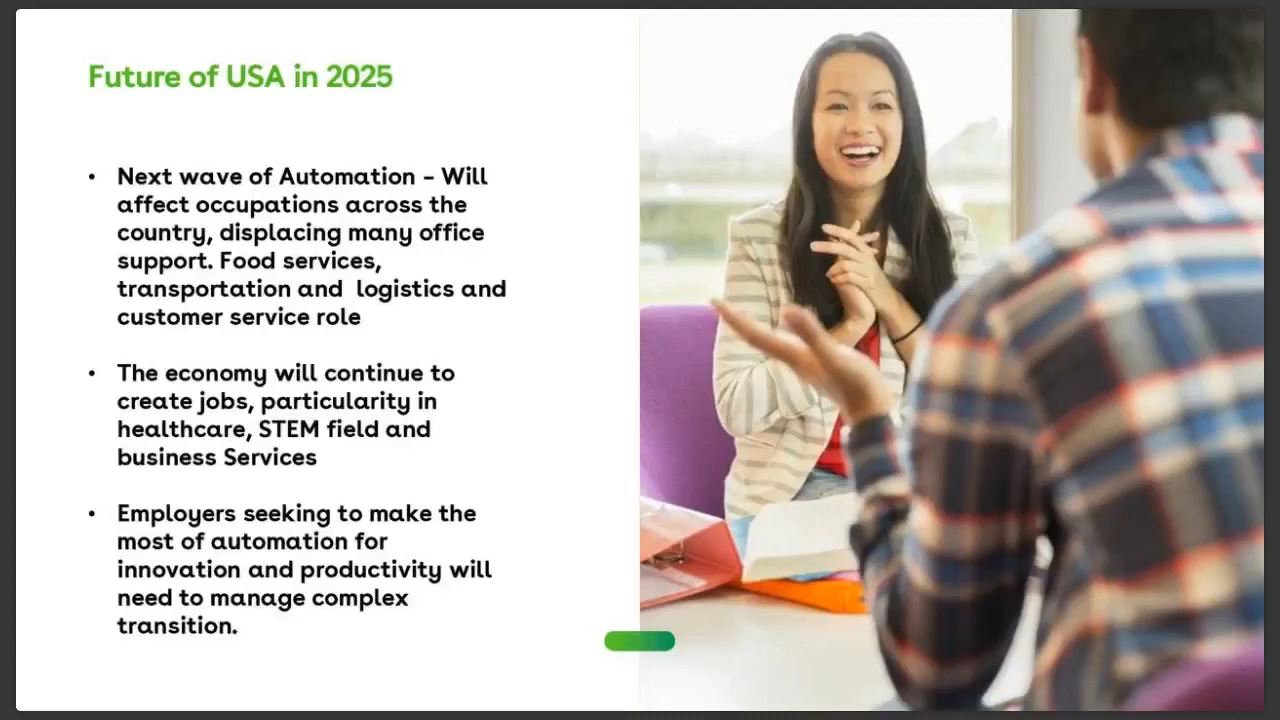 Future of USA in 2025
• Next wave of Automation – Will
affect occupations across the
country, displacing many office
support. Food services,
transportation and  logistics and
customer service role
• The economy will continue to
create jobs, particularity in
healthcare, STEM field and
business Services
• Employers seeking to make the
most of automation for
innovation and productivity will
need to manage complex
transition.